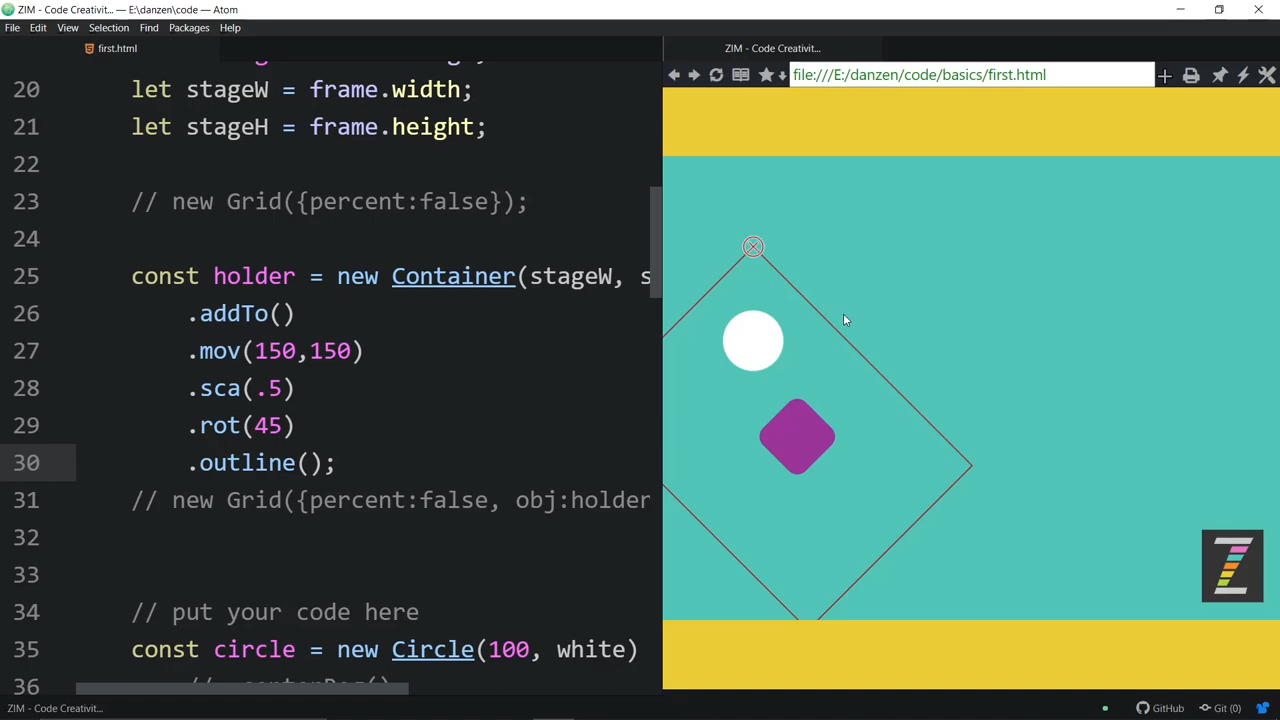 ZIM - Code Creativit... — E:\danzen\code — Atom
File Edit View Selection Find Packages Help
first.html
ZIM - Code Creativit...
file:///E:/danzen/code/basics/first.html
20 let stageW = frame.width;
21 let stageH = frame.height;
22
23 // new Grid({percent:false});
24
25 const holder = new Container(stageW, s
26 .addTo()
27 .mov(150,150)
28 .sca(.5)
29 .rot(45)
30 .outline();
31 // new Grid({percent:false, obj:holder
32
33
34 // put your code here
35 const circle = new Circle(100, white)
36
ZIM - Code Creativit...
GitHub
Git (0)